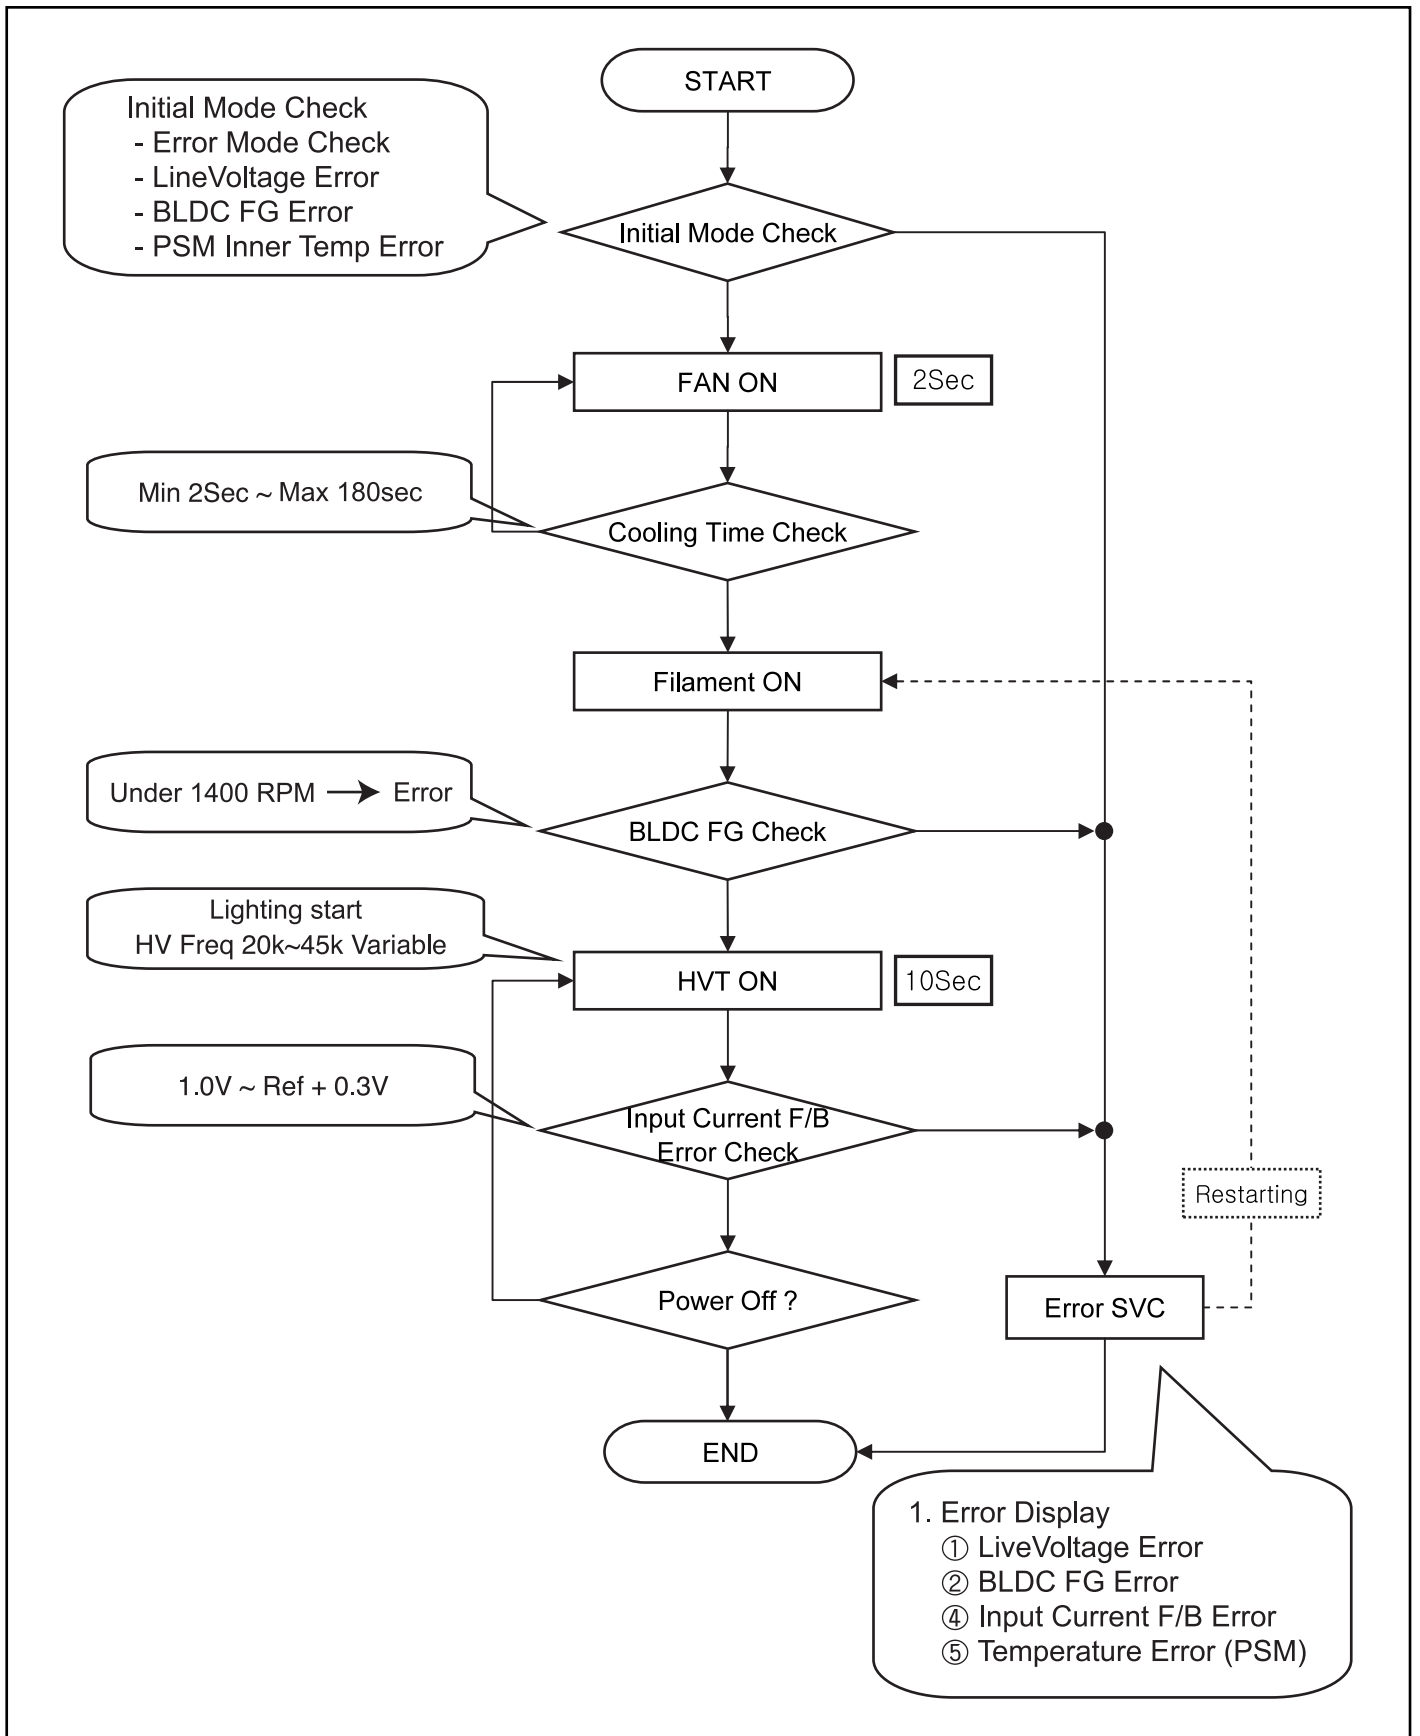 START
Initial Mode Check
- Error Mode Check
- LineVoltage Error
- BLDC FG Error
- PSM Inner Temp Error
Initial Mode Check
FAN ON
2Sec
Min 2Sec ~ Max 180sec
Cooling Time Check
Filament ON
Under 1400 RPM → Error
BLDC FG Check
Lighting start
HV Freq 20k~45k Variable
HVT ON
10Sec
1.0V ~ Ref + 0.3V
Input Current F/B
Error Check
Restarting
Power Off ?
Error SVC
END
1. Error Display
① LiveVoltage Error
② BLDC FG Error
④ Input Current F/B Error
⑤ Temperature Error (PSM)